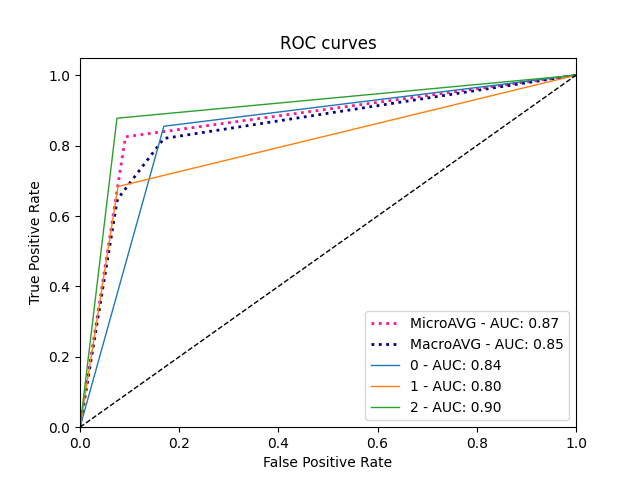 ROC curves
1.0
0.8
0.6
0.4
0.2
0.0
True Positive Rate
0.0 0.2 0.4 0.6 0.8 1.0
False Positive Rate
MicroAVG - AUC: 0.87
MacroAVG - AUC: 0.85
0 - AUC: 0.84
1 - AUC: 0.80
2 - AUC: 0.90